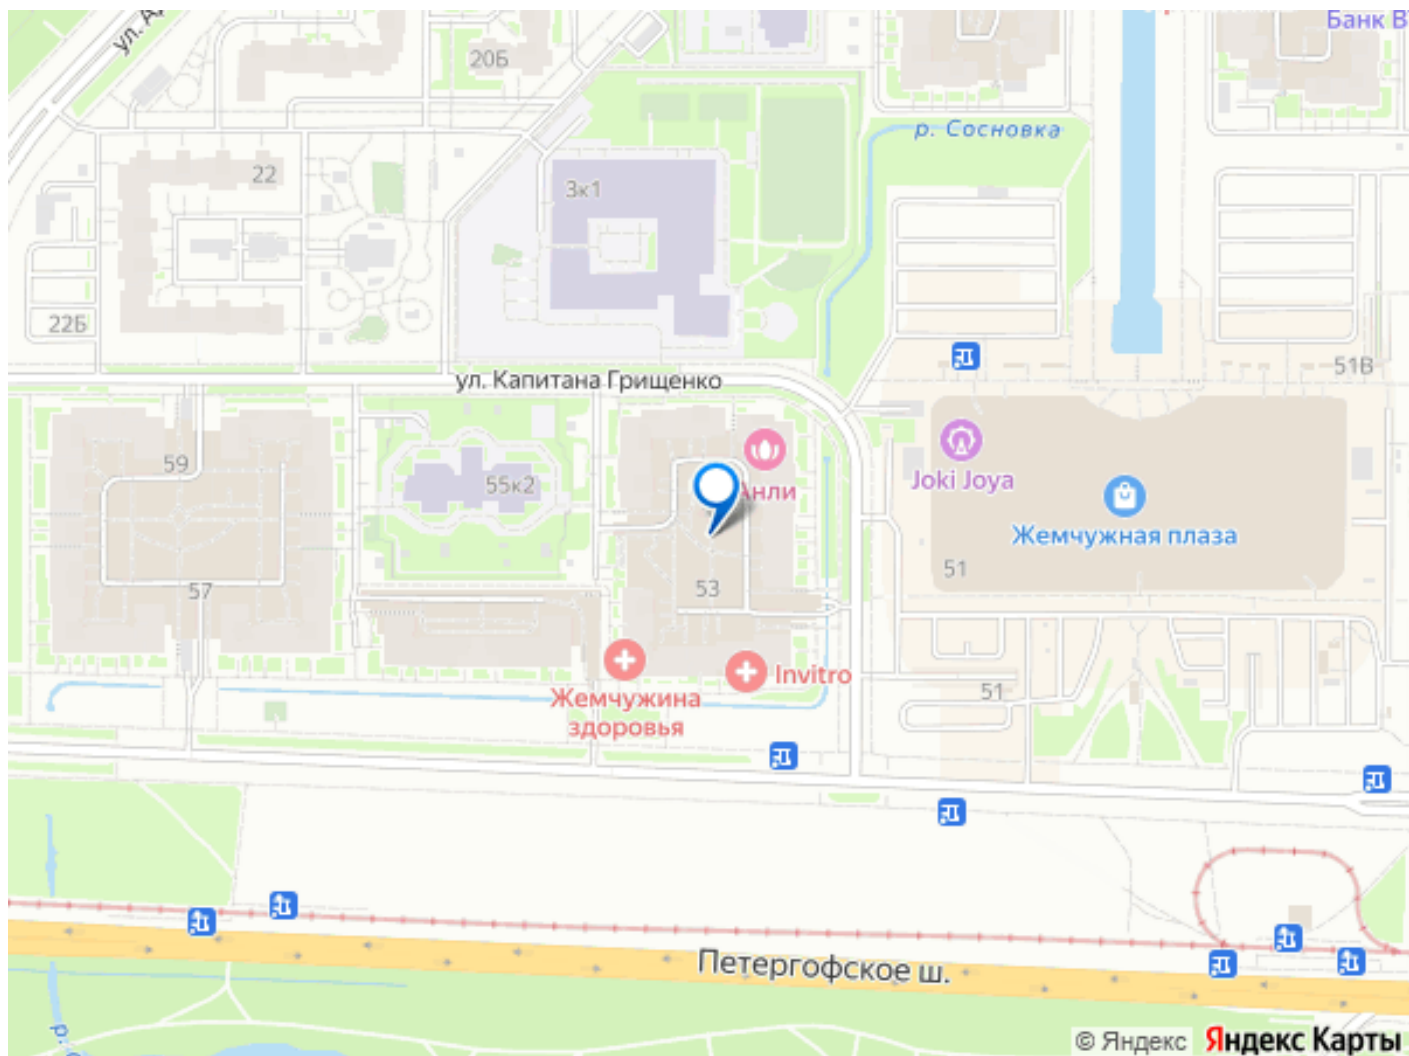 ул.
Банк В
20Б
р. Сосновка
22
3к1
22Б
51В
ул. Капитана Грищенко
Joki Joya
59
55к2
Анли
Жемчужная плаза
51
53
57
Invitro
51
Жемчужина
здоровья
Петергофское ш.
р.
© Яндекс Яндекс Карты